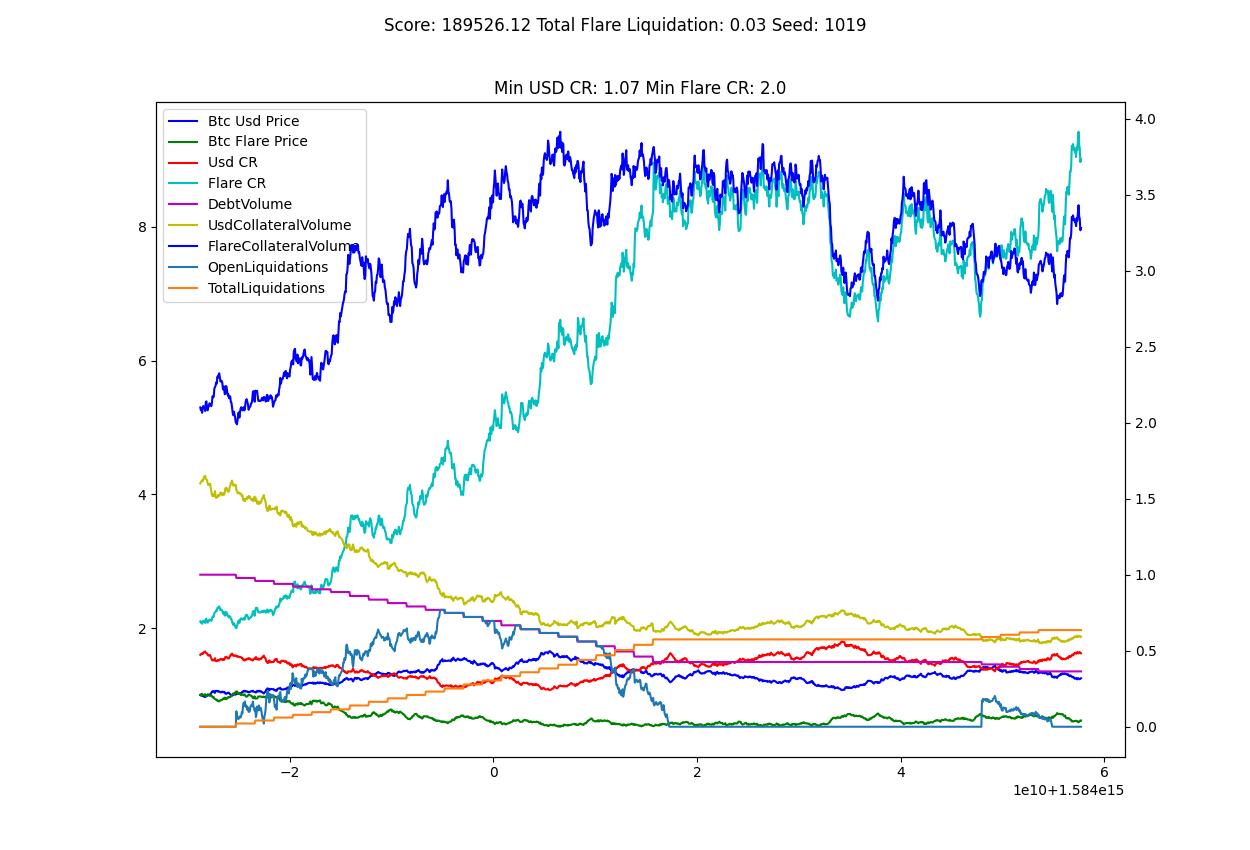 Score: 189526.12 Total Flare Liquidation: 0.03 Seed: 1019
Min USD CR: 1.07 Min Flare CR: 2.0
Btc Usd Price
Btc Flare Price
Usd CR
Flare CR
DebtVolume
UsdCollateralVolume
FlareCollateralVolume
OpenLiquidations
TotalLiquidations
8
6
4
2
4.0
3.5
3.0
2.5
2.0
1.5
1.0
0.5
0.0
−2 0 2 4 6
1e10+1.584e15